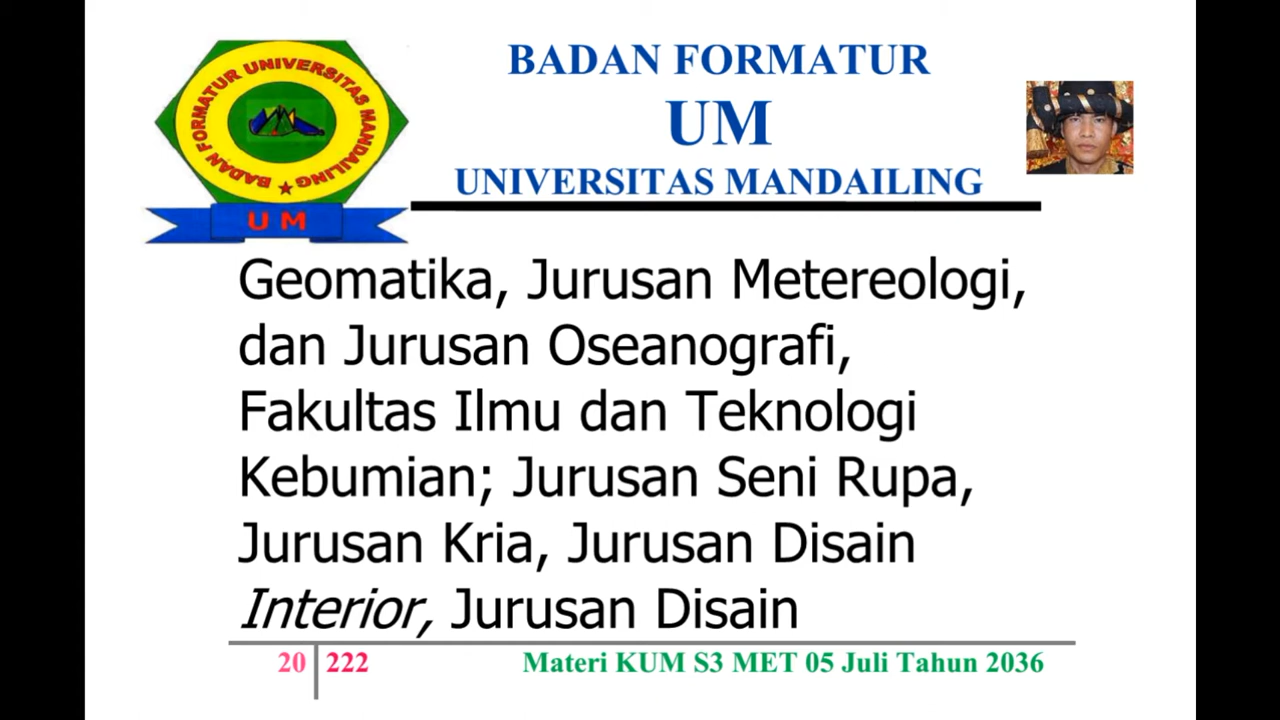 BADAN FORMATUR UNIVERSITAS MANDAILING
U M
BADAN FORMATUR
UM
UNIVERSITAS MANDAILING
Geomatika, Jurusan Metereologi,
dan Jurusan Oseanografi,
Fakultas Ilmu dan Teknologi
Kebumian; Jurusan Seni Rupa,
Jurusan Kria, Jurusan Disain
Interior, Jurusan Disain
20 222
Materi KUM S3 MET 05 Juli Tahun 2036